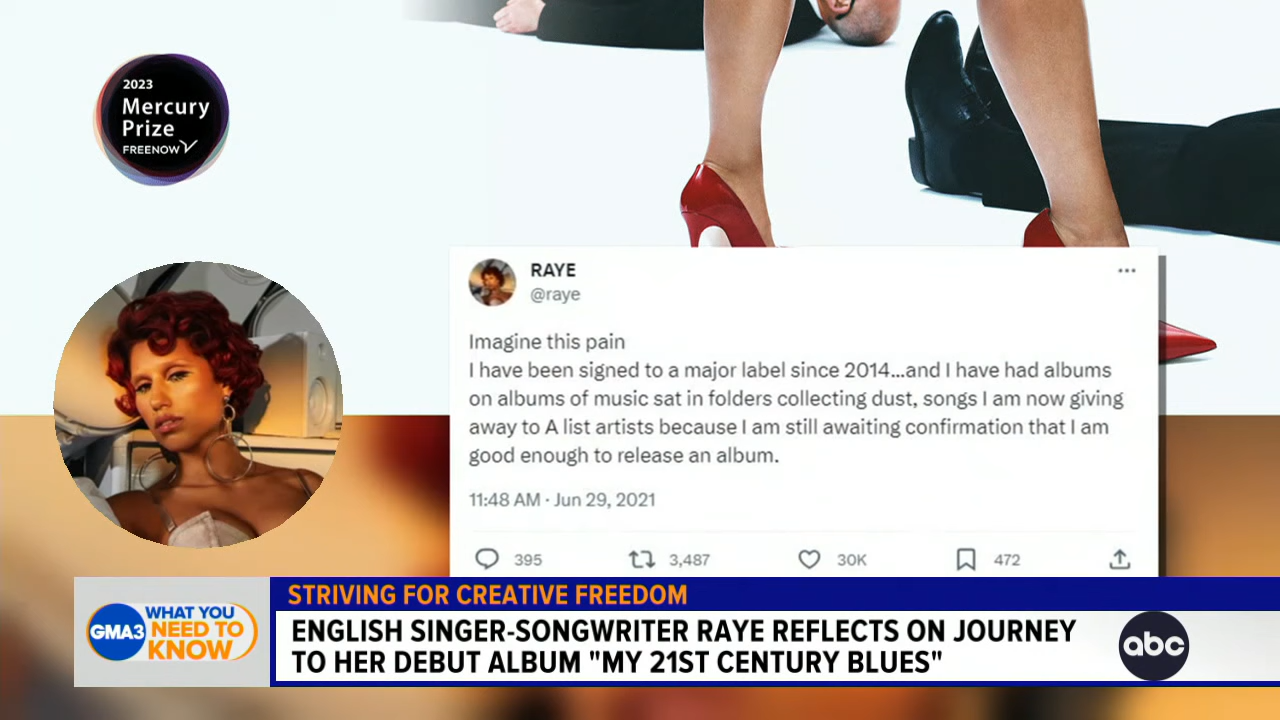 2023
Mercury
Prize
FREENOW
RAYE
@raye
Imagine this pain
I have been signed to a major label since 2014...and I have had albums
on albums of music sat in folders collecting dust, songs I am now giving
away to A list artists because I am still awaiting confirmation that I am
good enough to release an album.
11:48 AM · Jun 29, 2021
395 3,487 30K 472
STRIVING FOR CREATIVE FREEDOM
GMA3 WHAT YOU
NEED TO
KNOW
ENGLISH SINGER-SONGWRITER RAYE REFLECTS ON JOURNEY
TO HER DEBUT ALBUM "MY 21ST CENTURY BLUES"
abc